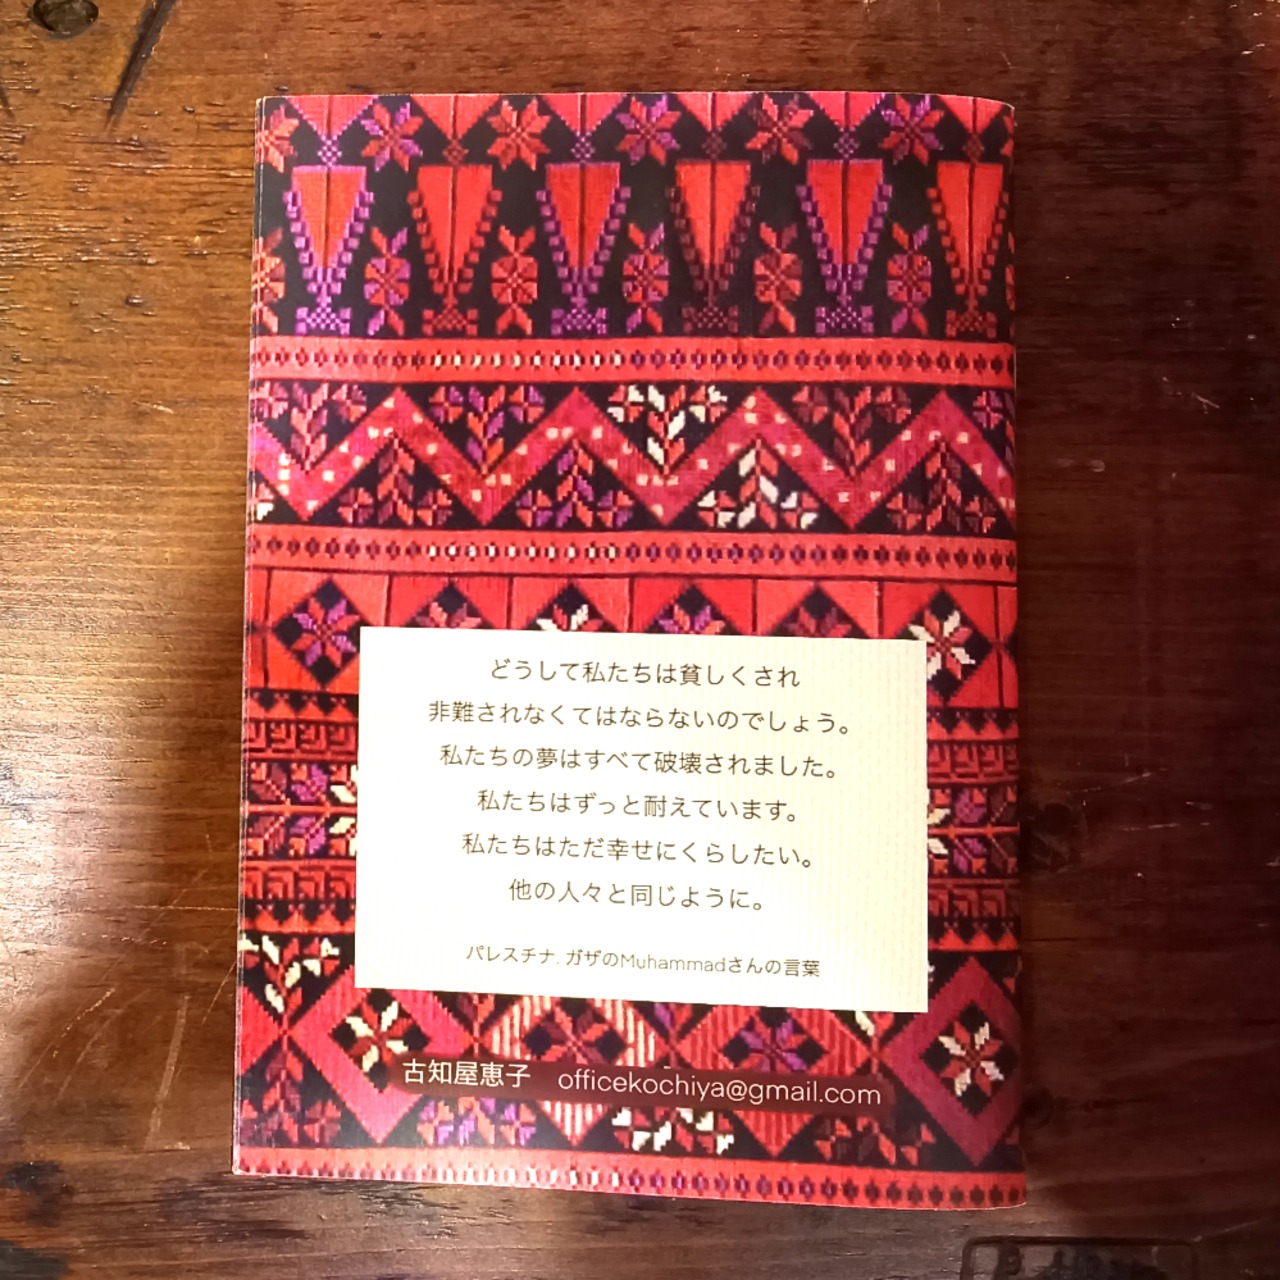 どうして私たちは貧しくされ
非難されなくてはならないのでしょう。
私たちの夢はすべて破壊されました。
私たちはずっと耐えています。
私たちはただ幸せにくらしたい。
他の人々と同じように。
パレスチナ. ガザのMuhammadさんの言葉
古知屋恵子 officekochiya@gmail.com